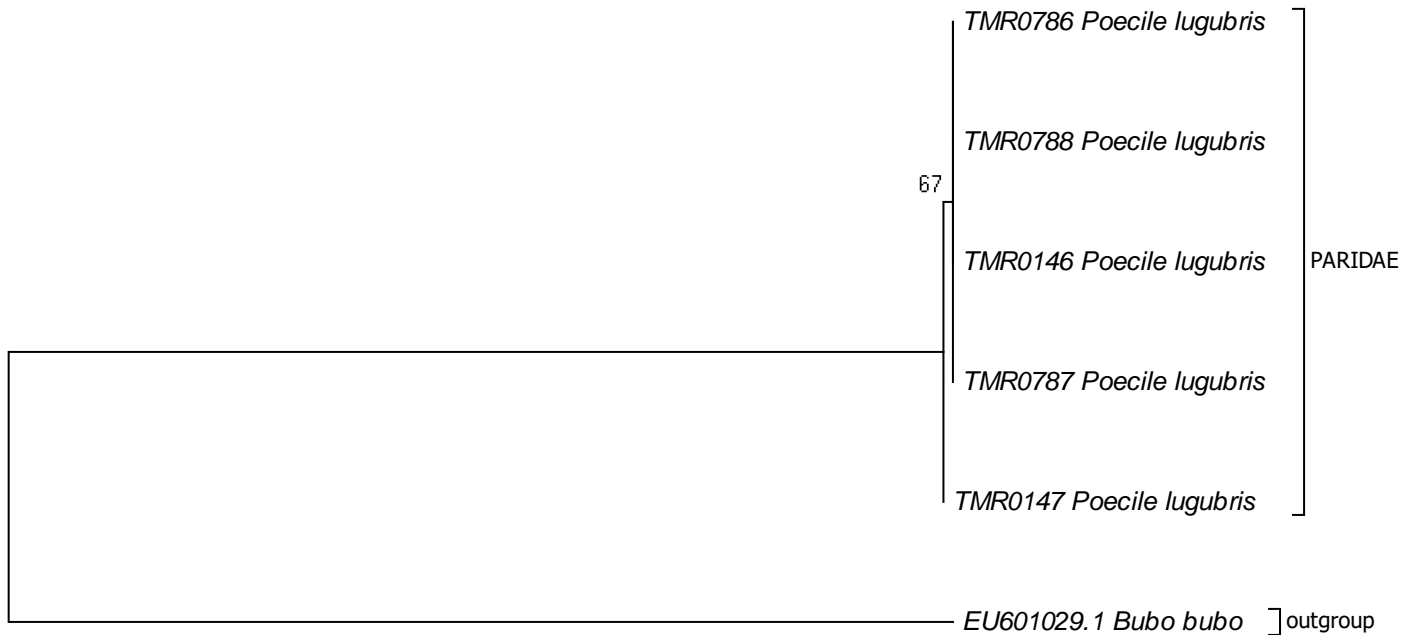 TMR0786 Poecile lugubris
TMR0788 Poecile lugubris
67
TMR0146 Poecile lugubris
PARIDAE
TMR0787 Poecile lugubris
TMR0147 Poecile lugubris
EU601029.1 Bubo bubo
outgroup